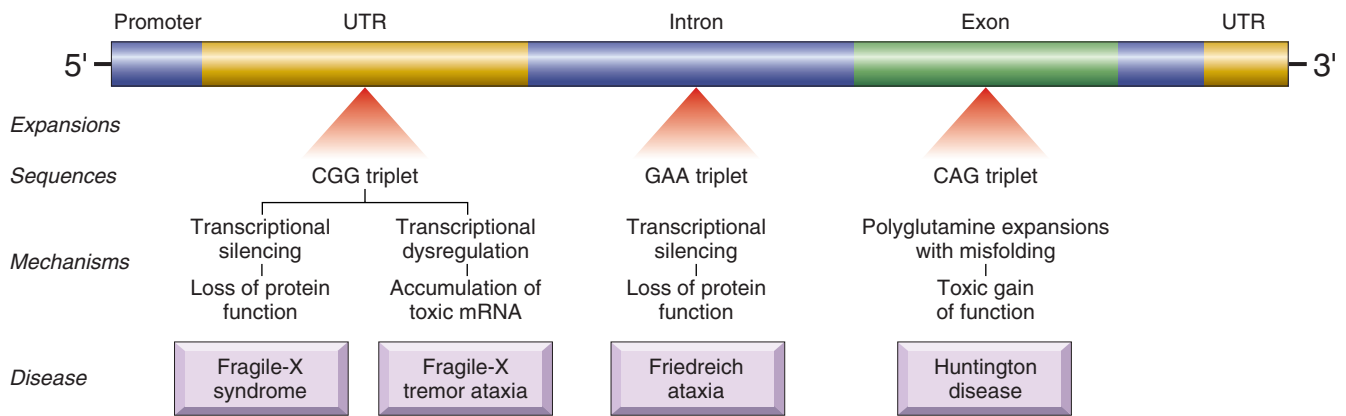 Promoter UTR Intron Exon UTR
5' 3'
Expansions
Sequences CGG triplet GAA triplet CAG triplet
Mechanisms
Transcriptional
silencing
Loss of protein
function
Transcriptional
dysregulation
Accumulation of
toxic mRNA
Transcriptional
silencing
Loss of protein
function
Polyglutamine expansions
with misfolding
Toxic gain
of function
Disease
Fragile-X
syndrome
Fragile-X
tremor ataxia
Friedreich
ataxia
Huntington
disease